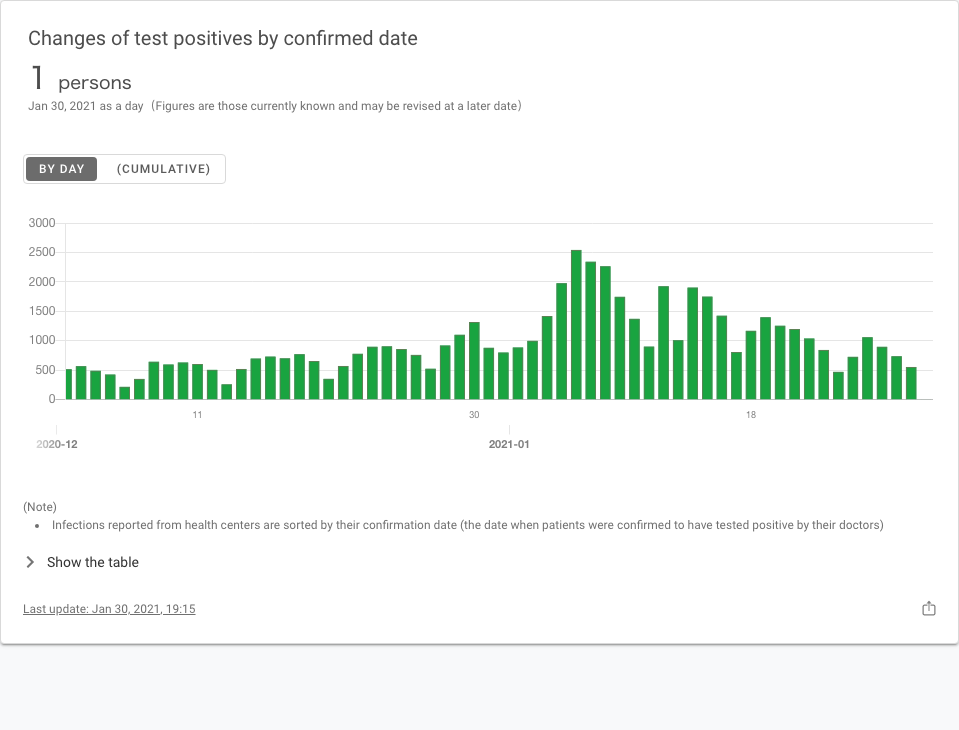 Changes of test positives by confirmed date
1 persons
Jan 30, 2021 as a day（Figures are those currently known and may be revised at a later date）
BY DAY (CUMULATIVE)
3000
2500
2000
1500
1000
500
0
11 30 18
2020-12 2021-01
(Note)
• Infections reported from health centers are sorted by their confirmation date (the date when patients were confirmed to have tested positive by their doctors)
Show the table
Last update: Jan 30, 2021, 19:15